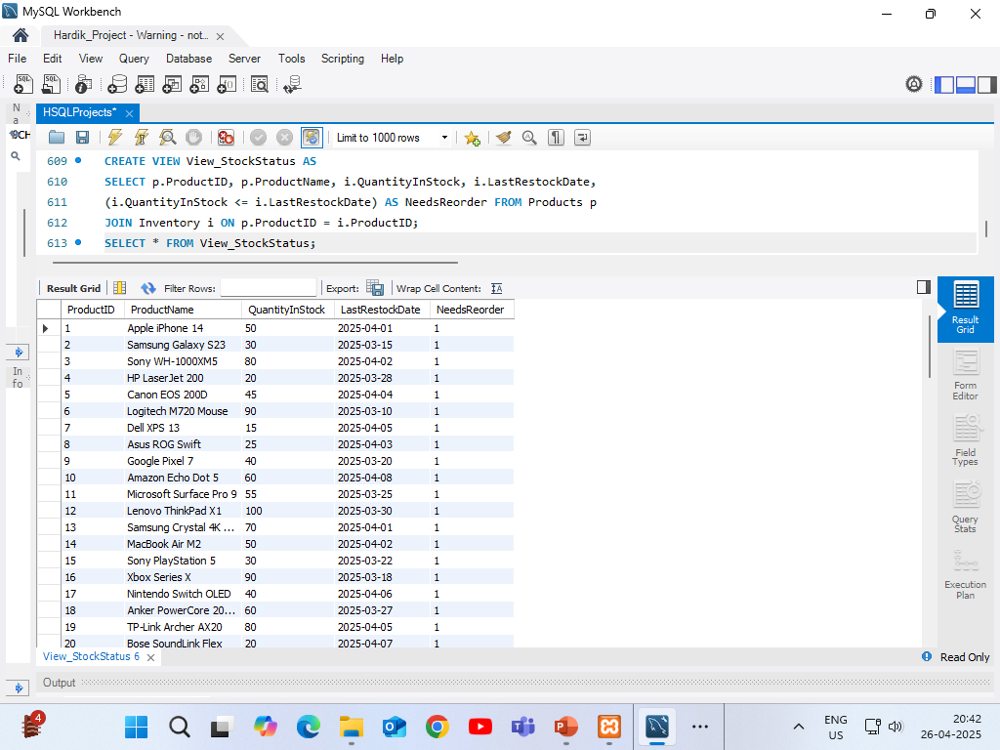 MySQL Workbench
Hardik_Project - Warning - not...
File Edit View Query Database Server Tools Scripting Help
SQL SQL
N
a
CH
HSQLProjects*
Limit to 1000 rows
609 CREATE VIEW View_StockStatus AS
610 SELECT p.ProductID, p.ProductName, i.QuantityInStock, i.LastRestockDate,
611 (i.QuantityInStock <= i.LastRestockDate) AS NeedsReorder FROM Products p
612 JOIN Inventory i ON p.ProductID = i.ProductID;
613 SELECT * FROM View_StockStatus;
Result Grid Filter Rows: Export: Wrap Cell Content: IA
ProductID ProductName QuantityInStock LastRestockDate NeedsReorder
1 Apple iPhone 14 50 2025-04-01 1
2 Samsung Galaxy S23 30 2025-03-15 1
3 Sony WH-1000XM5 80 2025-04-02 1
4 HP LaserJet 200 20 2025-03-28 1
5 Canon EOS 200D 45 2025-04-04 1
6 Logitech M720 Mouse 90 2025-03-10 1
7 Dell XPS 13 15 2025-04-05 1
8 Asus ROG Swift 25 2025-04-03 1
9 Google Pixel 7 40 2025-03-20 1
10 Amazon Echo Dot 5 60 2025-04-08 1
11 Microsoft Surface Pro 9 55 2025-03-25 1
12 Lenovo ThinkPad X1 100 2025-03-30 1
13 Samsung Crystal 4K ... 70 2025-04-01 1
14 MacBook Air M2 50 2025-04-02 1
15 Sony PlayStation 5 30 2025-03-22 1
16 Xbox Series X 90 2025-03-18 1
17 Nintendo Switch OLED 40 2025-04-06 1
18 Anker PowerCore 20... 60 2025-03-27 1
19 TP-Link Archer AX20 80 2025-04-05 1
20 Bose SoundLink Flex 20 2025-04-07 1
In
fo
Result
Grid
Form
Editor
Field
Types
Query
Stats
Execution
Plan
View_StockStatus 6
Read Only
Output
4
ENG
US
20:42
26-04-2025